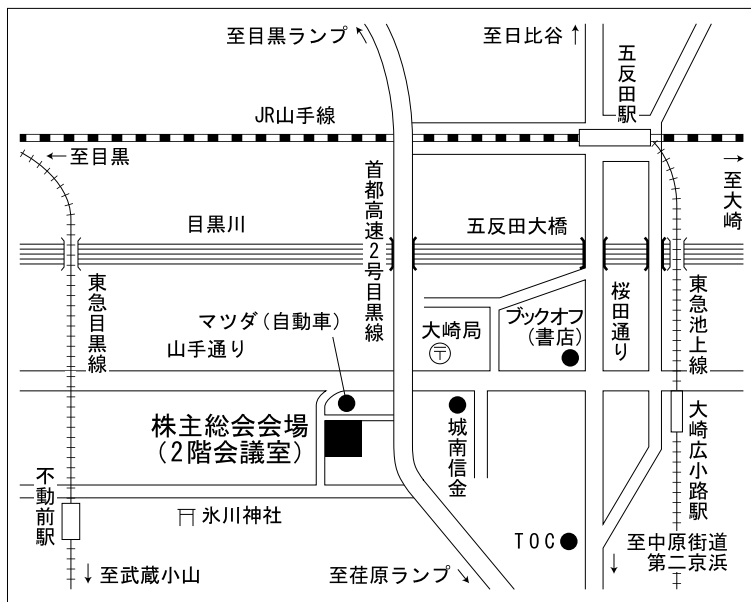 至目黒ランプ
至日比谷
五反田駅
JR山手線
至目黒
至大崎
首都高速2号目黒線
目黒川
五反田大橋
東急目黒線
桜田通り
東急池上線
マツダ(自動車)
大崎局
〒
ブックオフ
(書店)
山手通り
株主総会会場
(2階会議室)
城南信金
大崎広小路駅
不動前駅
氷川神社
TOC
至武蔵小山
至荏原ランプ
至中原街道
第二京浜